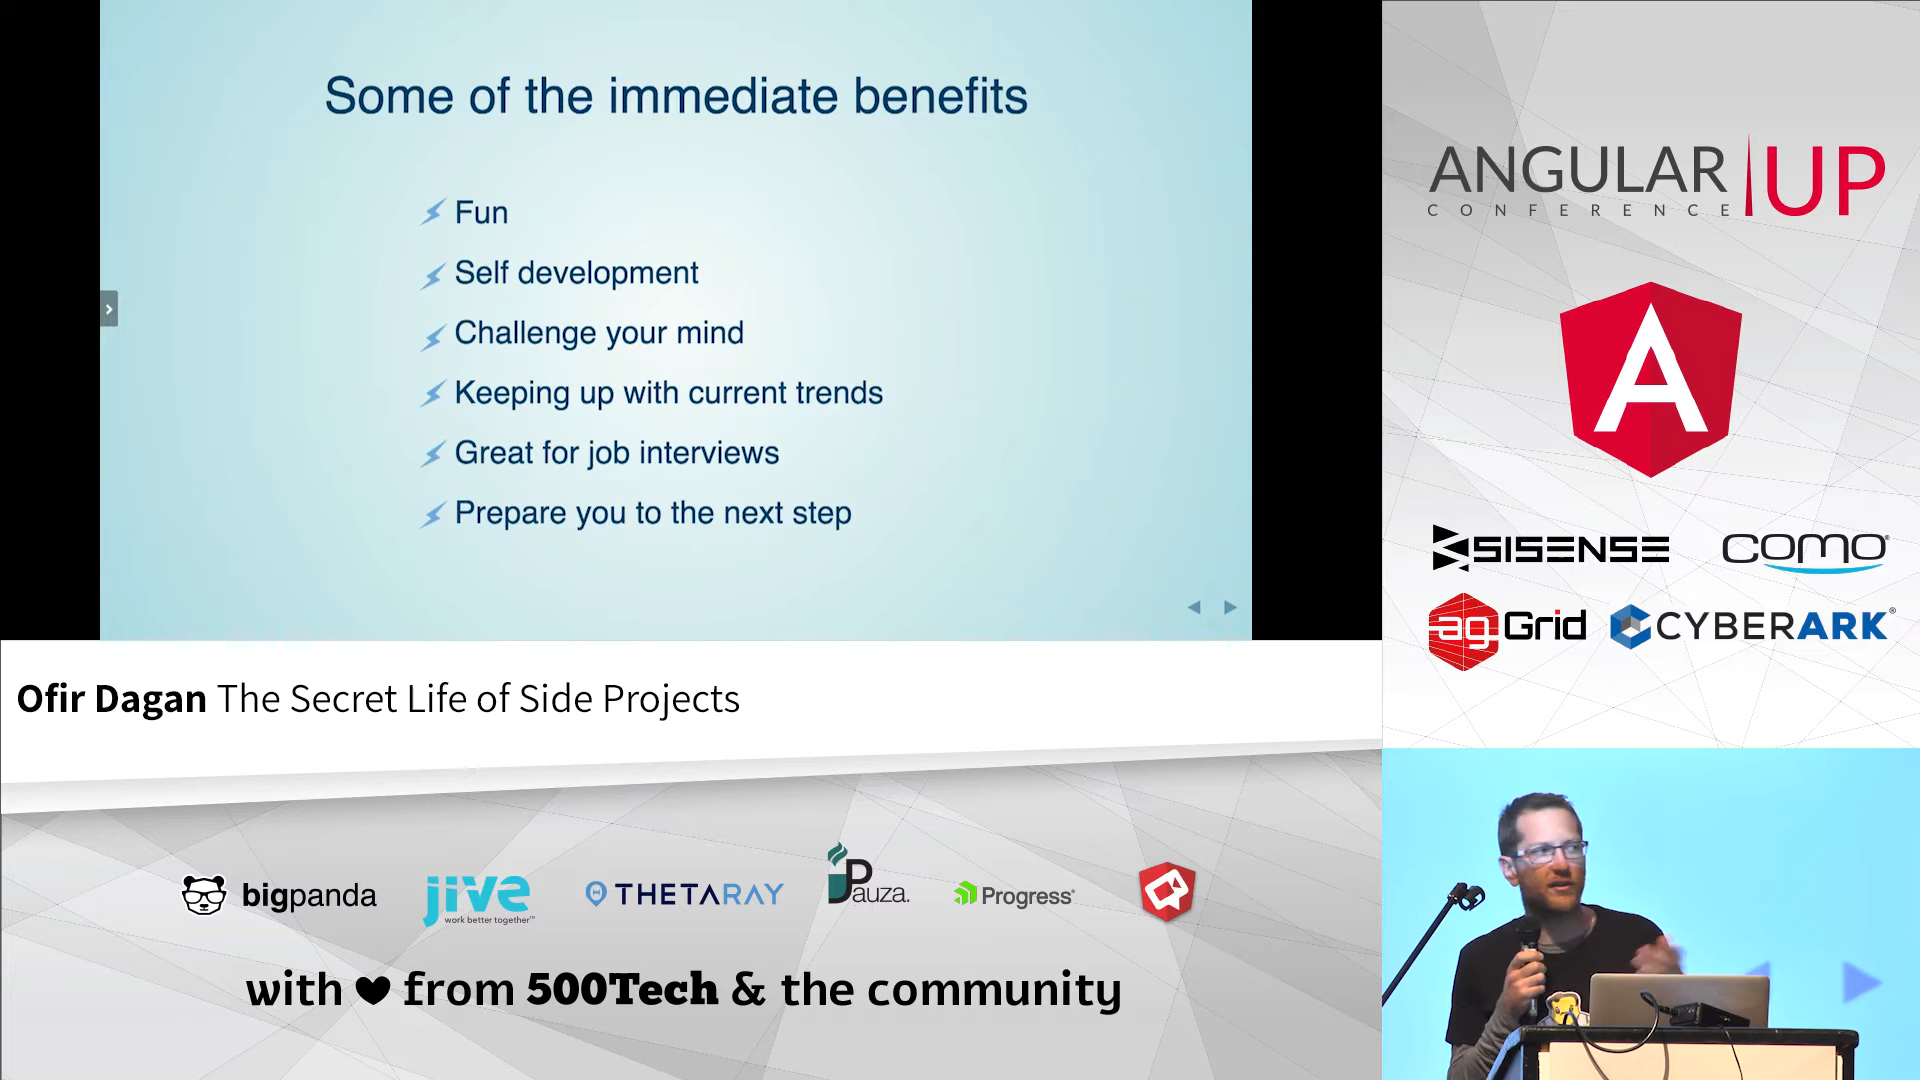 Some of the immediate benefits
Fun
Self development
Challenge your mind
Keeping up with current trends
Great for job interviews
Prepare you to the next step
Ofir Dagan The Secret Life of Side Projects
bigpanda
jive
work better together™
THETARAY
Pauza.
Progress®
with ♥ from 500Tech & the community
ANGULAR UP
CONFERENCE
A
SISENSE
como®
ag Grid
CYBERARK®